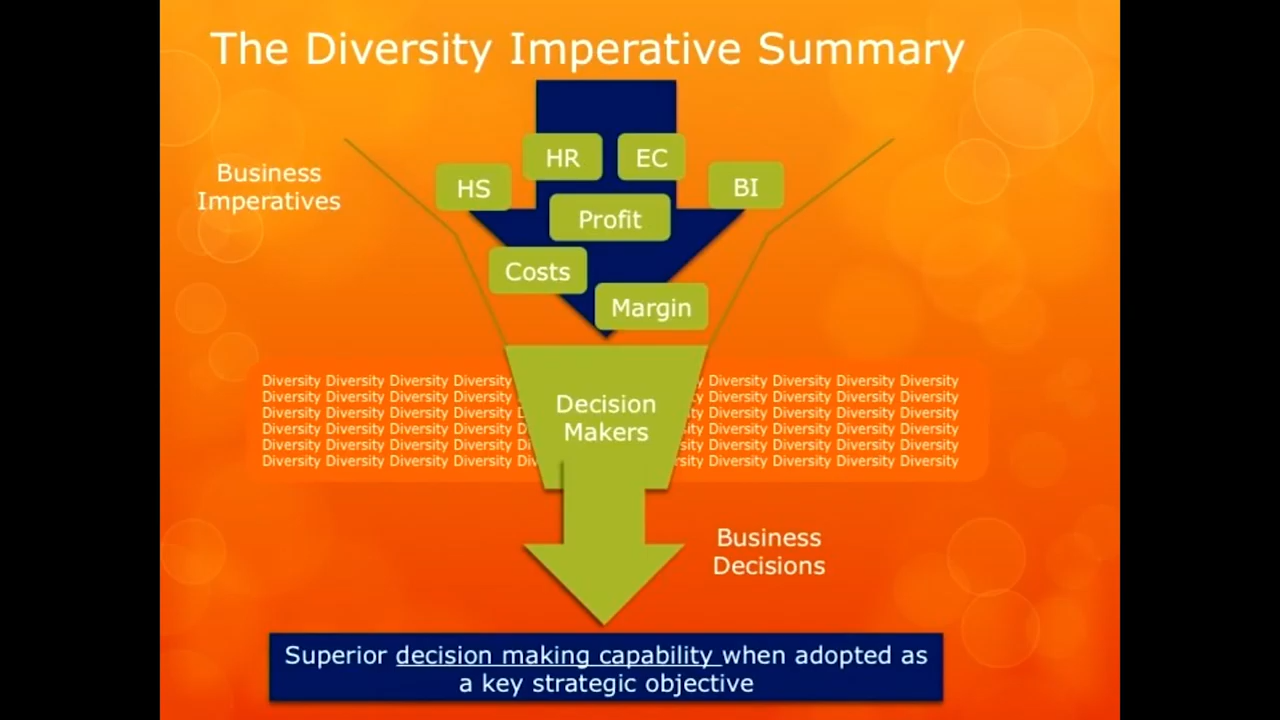 The Diversity Imperative Summary
Business
Imperatives
HR
EC
HS
BI
Profit
Costs
Margin
Diversity Diversity Diversity Diversity
Diversity Diversity Diversity Diversity
Diversity Diversity Diversity Diversity
Diversity Diversity Diversity Diversity
Diversity Diversity Diversity Diversity
Diversity Diversity Diversity Diversity
Decision
Makers
Diversity Diversity Diversity Diversity
Diversity Diversity Diversity Diversity
Diversity Diversity Diversity Diversity
Diversity Diversity Diversity Diversity
Diversity Diversity Diversity Diversity
Diversity Diversity Diversity Diversity
Business
Decisions
Superior decision making capability when adopted as
a key strategic objective